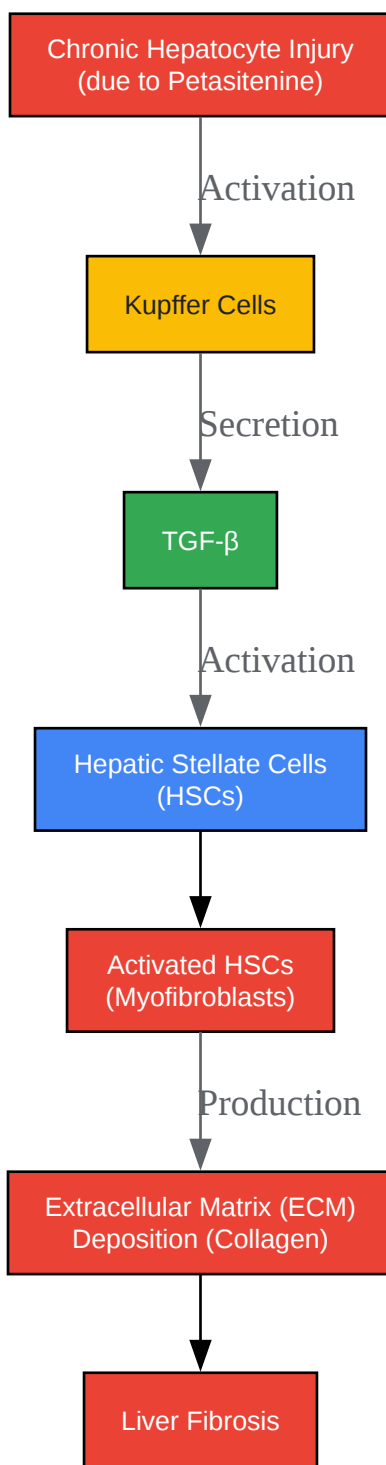 Chronic Hepatocyte Injury
(due to Petasitenine)
Activation
Kupffer Cells
Secretion
TGF-β
Activation
Hepatic Stellate Cells
(HSCs)
Activated HSCs
(Myofibroblasts)
Production
Extracellular Matrix (ECM)
Deposition (Collagen)
Liver Fibrosis